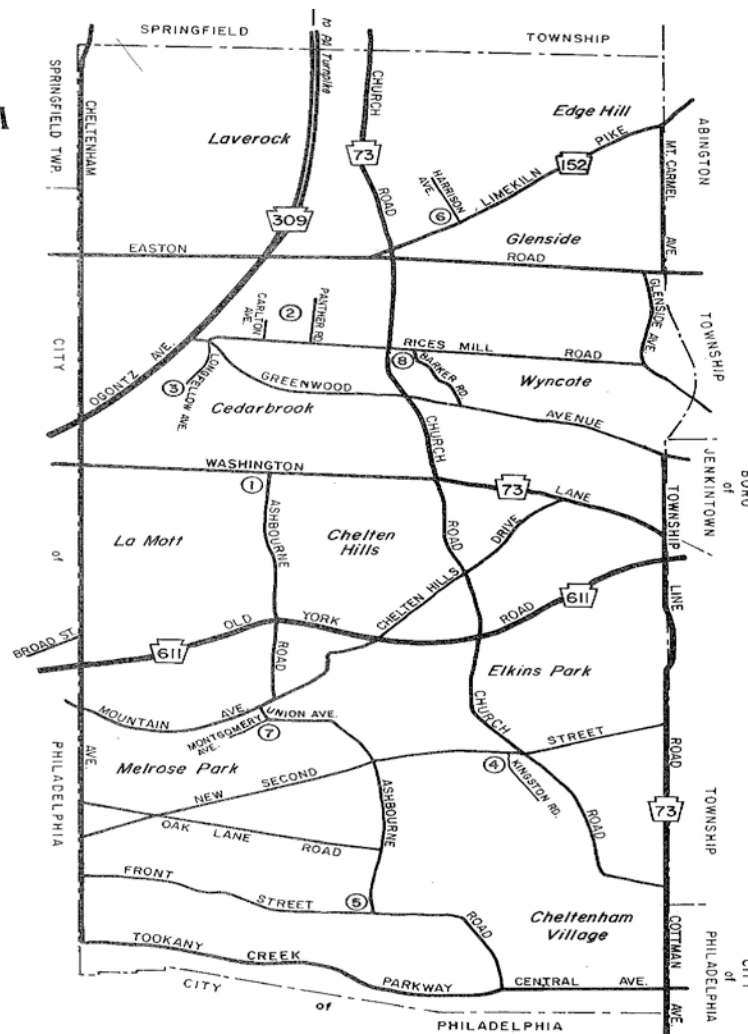 SPRINGFIELD
TOWNSHIP
to PA Turnpike
SPRINGFIELD TWP.
CHELTENHAM
CHURCH
73
ROAD
Laverock
Edge Hill
ABINGTON
MT. CARMEL
AVE.
HARRISON
AVE.
LIMEKILN
152
PIKE
6
309
Glenside
EASTON
ROAD
GLENSIDE AVE.
TOWNSHIP
CITY
OGONTZ AVE.
CARLTON
AVE.
2
PANTHER RD.
RICES MILL
ROAD
8
BARKER RD.
Wyncote
3
LONGFELLOW AVE.
GREENWOOD
AVENUE
Cedarbrook
CHURCH
WASHINGTON
1
73
LANE
JENKINTOWN
BORO
of
TOWNSHIP
LINE
ASHBOURNE
La Mott
Chelten
Hills
ROAD
CHELTEN HILLS
DRIVE
of
BROAD ST.
611
OLD
YORK
ROAD
611
ROAD
Elkins Park
MOUNTAIN
AVE.
UNION AVE.
MONTGOMERY
AVE.
7
CHURCH
STREET
Melrose Park
NEW
SECOND
4
KINGSTON RD.
ROAD
AVE.
PHILADELPHIA
ROAD
73
TOWNSHIP
OAK
LANE
ROAD
ASHBOURNE
FRONT
STREET
5
ROAD
Cheltenham
Village
COTTMAN
AVE.
CITY
of
PHILADELPHIA
TOOKANY
CREEK
PARKWAY
CENTRAL
AVE.
CITY
of
PHILADELPHIA